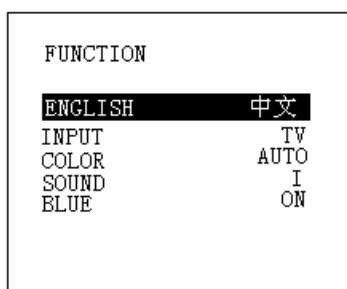 FUNCTION
ENGLISH 中文
INPUT TV
COLOR AUTO
SOUND I
BLUE ON